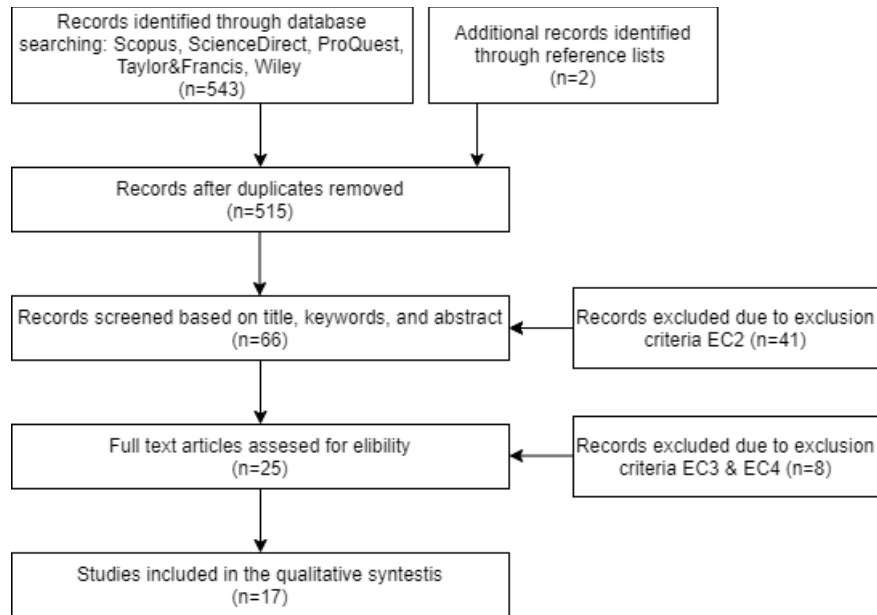 Records identified through database
searching: Scopus, ScienceDirect, ProQuest,
Taylor&Francis, Wiley
(n=543)
Additional records identified
through reference lists
(n=2)
Records after duplicates removed
(n=515)
Records screened based on title, keywords, and abstract
(n=66)
Records excluded due to exclusion
criteria EC2 (n=41)
Full text articles assesed for elibility
(n=25)
Records excluded due to exclusion
criteria EC3 & EC4 (n=8)
Studies included in the qualitative syntestis
(n=17)